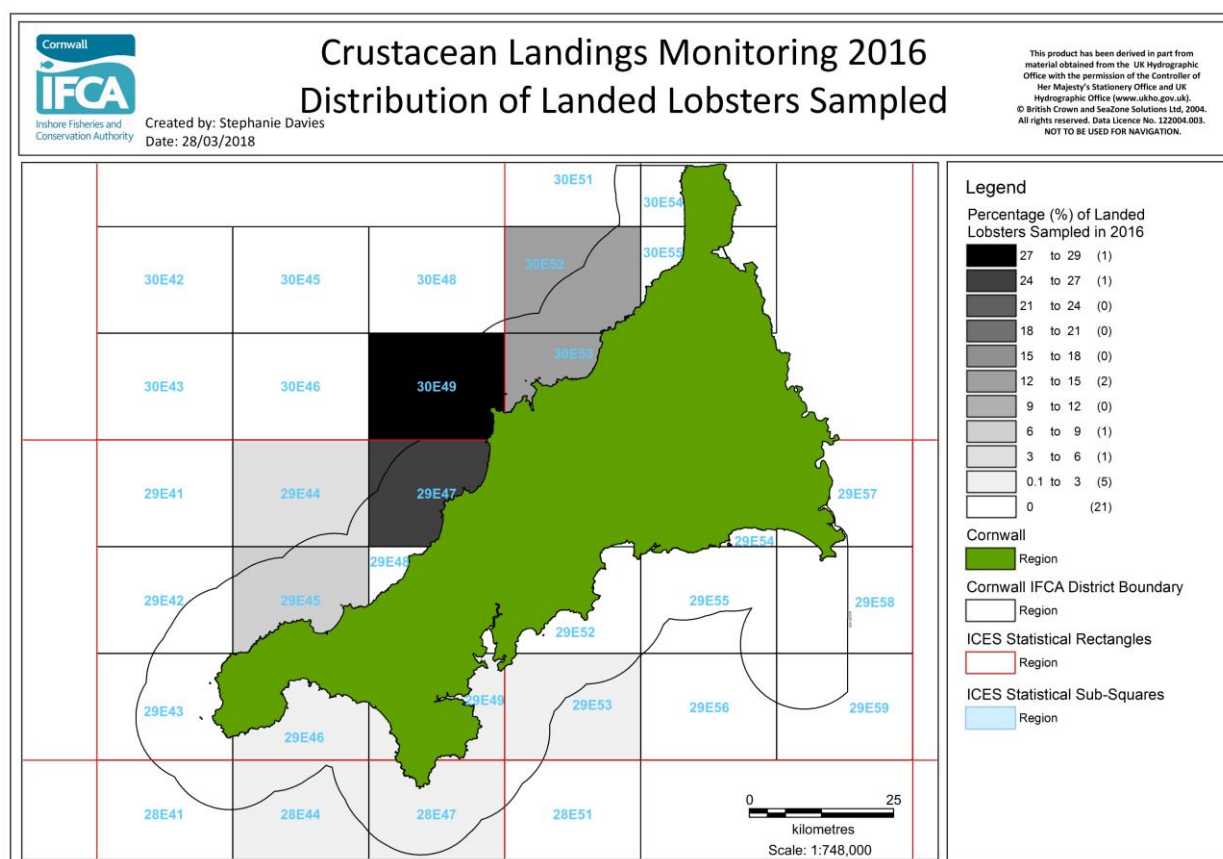 Cornwall
IFCA
Inshore Fisheries and
Conservation Authority
Crustacean Landings Monitoring 2016
Distribution of Landed Lobsters Sampled
Created by: Stephanie Davies
Date: 28/03/2018
This product has been derived in part from
material obtained from the UK Hydrographic
Office with the permission of the Controller of
Her Majesty's Stationery Office and UK
Hydrographic Office (www.ukho.gov.uk).
© British Crown and SeaZone Solutions Ltd, 2004.
All rights reserved. Data Licence No. 122004.003.
NOT TO BE USED FOR NAVIGATION.
30E51
30E54
30E42
30E45
30E48
30E52
30E55
30E43
30E46
30E49
30E53
29E41
29E44
29E47
29E57
29E48
29E54
29E42
29E45
29E52
29E55
29E58
29E43
29E46
29E49
29E53
29E56
29E59
28E41
28E44
28E47
28E51
0 25
kilometres
Scale: 1:748,000
Legend
Percentage (%) of Landed
Lobsters Sampled in 2016
27 to 29 (1)
24 to 27 (1)
21 to 24 (0)
18 to 21 (0)
15 to 18 (0)
12 to 15 (2)
9 to 12 (0)
6 to 9 (1)
3 to 6 (1)
0.1 to 3 (5)
0 (21)
Cornwall
Region
Cornwall IFCA District Boundary
Region
ICES Statistical Rectangles
Region
ICES Statistical Sub-Squares
Region